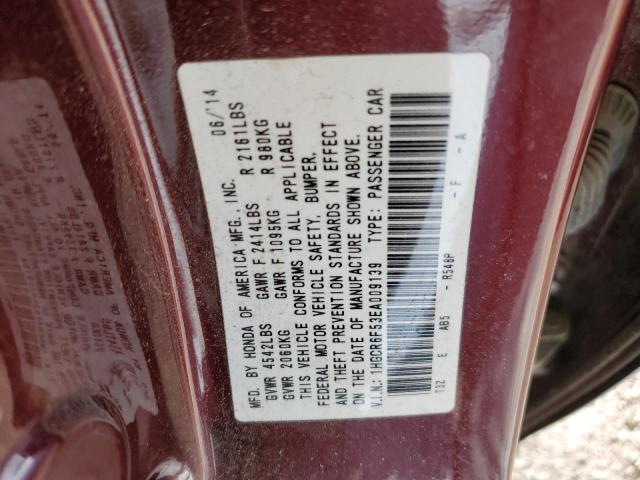 MFD. BY HONDA OF AMERICA MFG., INC. 06/'14
GVWR 4542LBS GAWR F 2414LBS R 2161LBS
GVWR 2060KG GAWR F 1095KG R 980KG
THIS VEHICLE CONFORMS TO ALL APPLICABLE
FEDERAL MOTOR VEHICLE SAFETY, BUMPER,
AND THEFT PREVENTION STANDARDS IN EFFECT
ON THE DATE OF MANUFACTURE SHOWN ABOVE.
V.I.N.: 1HGCR6F53EA009139 TYPE: PASSENGER CAR
T3Z E AB5 - R548P - F - A